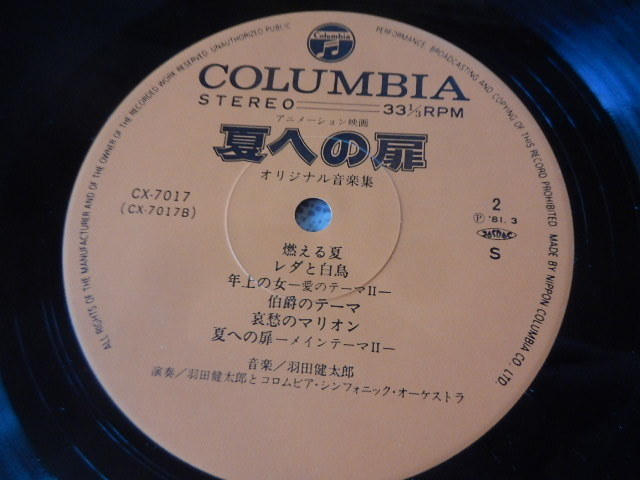 Columbia
ALL RIGHTS OF THE MANUFACTURER AND OF THE OWNER OF THE RECORDED WORK RESERVED. UNAUTHORIZED PUBLIC PERFORMANCE, BROADCASTING AND COPYING OF THIS RECORD PROHIBITED. MADE BY NIPPON COLUMBIA CO. LTD.
COLUMBIA
STEREO 33⅓RPM
アニメーション映画
夏への扉
オリジナル音楽集
CX-7017
(CX-7017B)
2
Ⓟ '81. 3
JASRAC
S
燃える夏
レダと白鳥
年上の女—愛のテーマII—
伯爵のテーマ
哀愁のマリオン
夏への扉—メインテーマII—
音楽/羽田健太郎
演奏/羽田健太郎とコロムビア・シンフォニック・オーケストラ